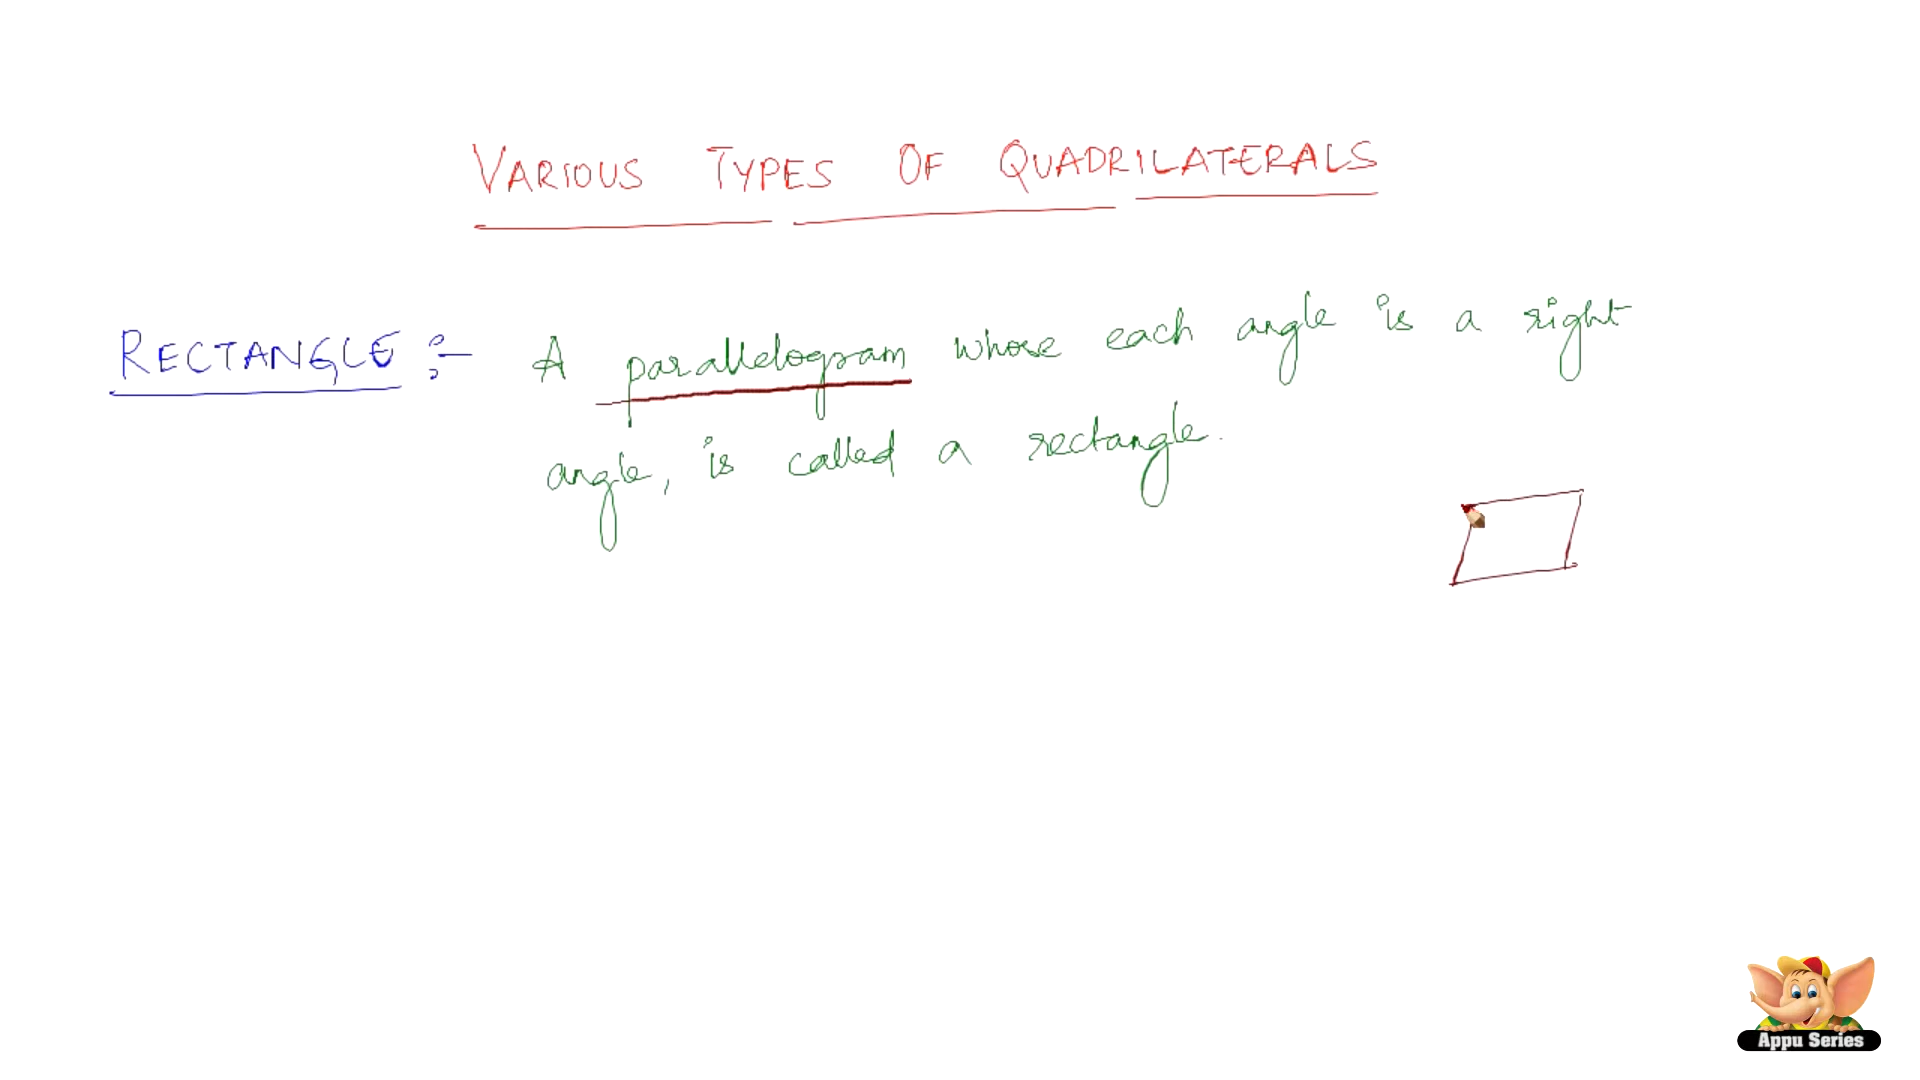 VARIOUS TYPES OF QUADRILATERALS
RECTANGLE :- A parallelogram whose each angle is a right
angle, is called a rectangle.
Appu Series